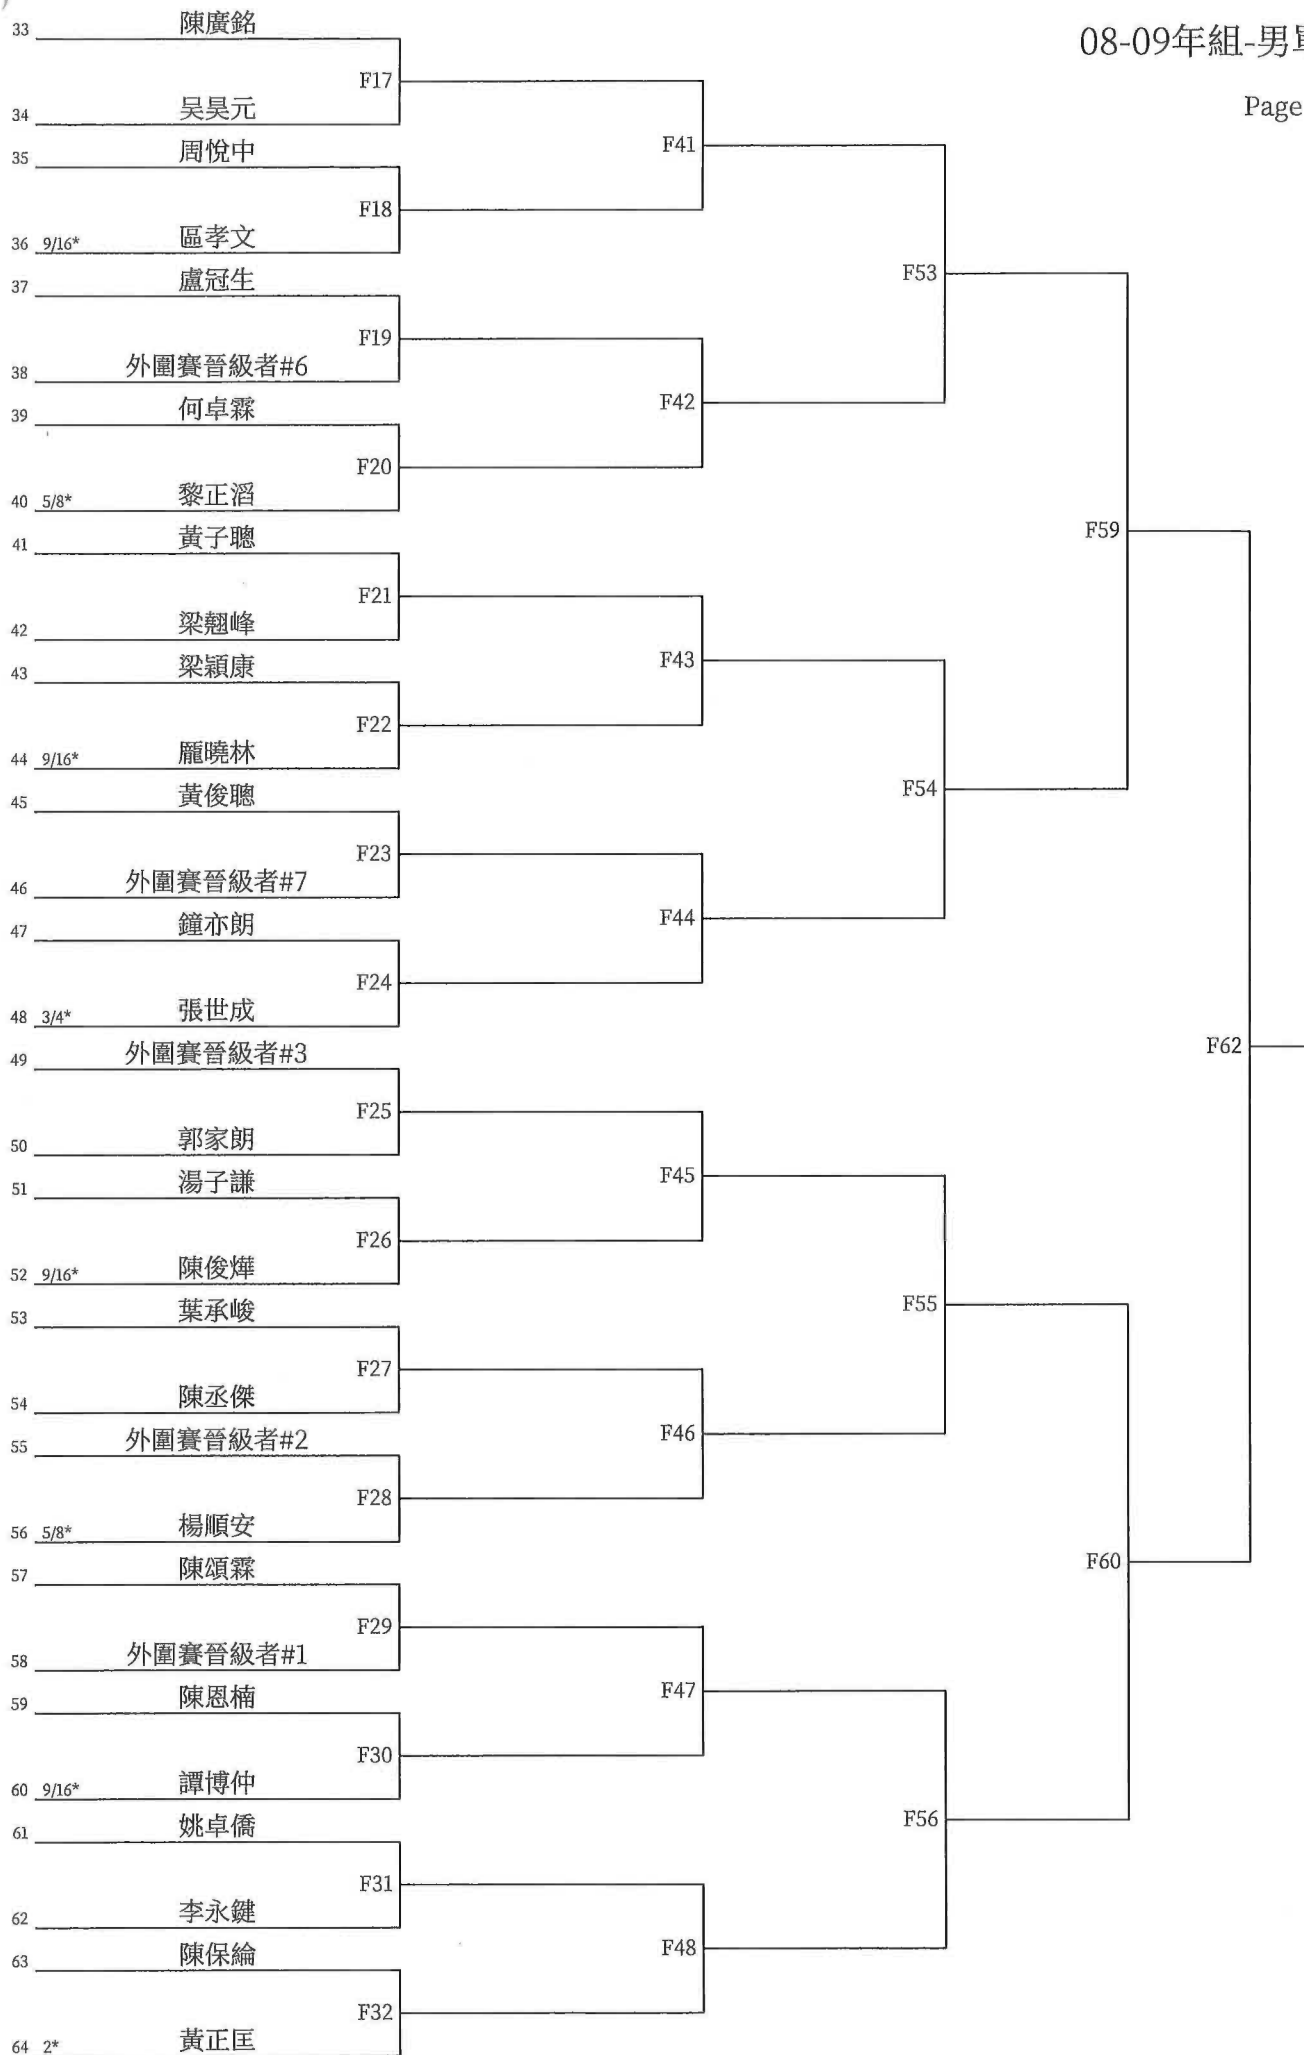 08-09年組-男
Page
33 陳廣銘
F17
34 吴昊元
35 周悅中
F41
F18
36 9/16* 區孝文
37 盧冠生
F53
F19
38 外圍賽晉級者#6
39 何卓霖
F42
F20
40 5/8* 黎正滔
41 黃子聰
F59
F21
42 梁翹峰
43 梁穎康
F43
F22
44 9/16* 龎曉林
45 黃俊聰
F54
F23
46 外圍賽晉級者#7
47 鐘亦朗
F44
F24
48 3/4* 張世成
49 外圍賽晉級者#3
F62
F25
50 郭家朗
51 湯子謙
F45
F26
52 9/16* 陳俊燁
53 葉承峻
F55
F27
54 陳丞傑
55 外圍賽晉級者#2
F46
F28
56 5/8* 楊順安
57 陳頌霖
F60
F29
58 外圍賽晉級者#1
59 陳恩楠
F47
F30
60 9/16* 譚博仲
61 姚卓僑
F56
F31
62 李永鍵
63 陳保綸
F48
F32
64 2* 黃正匡